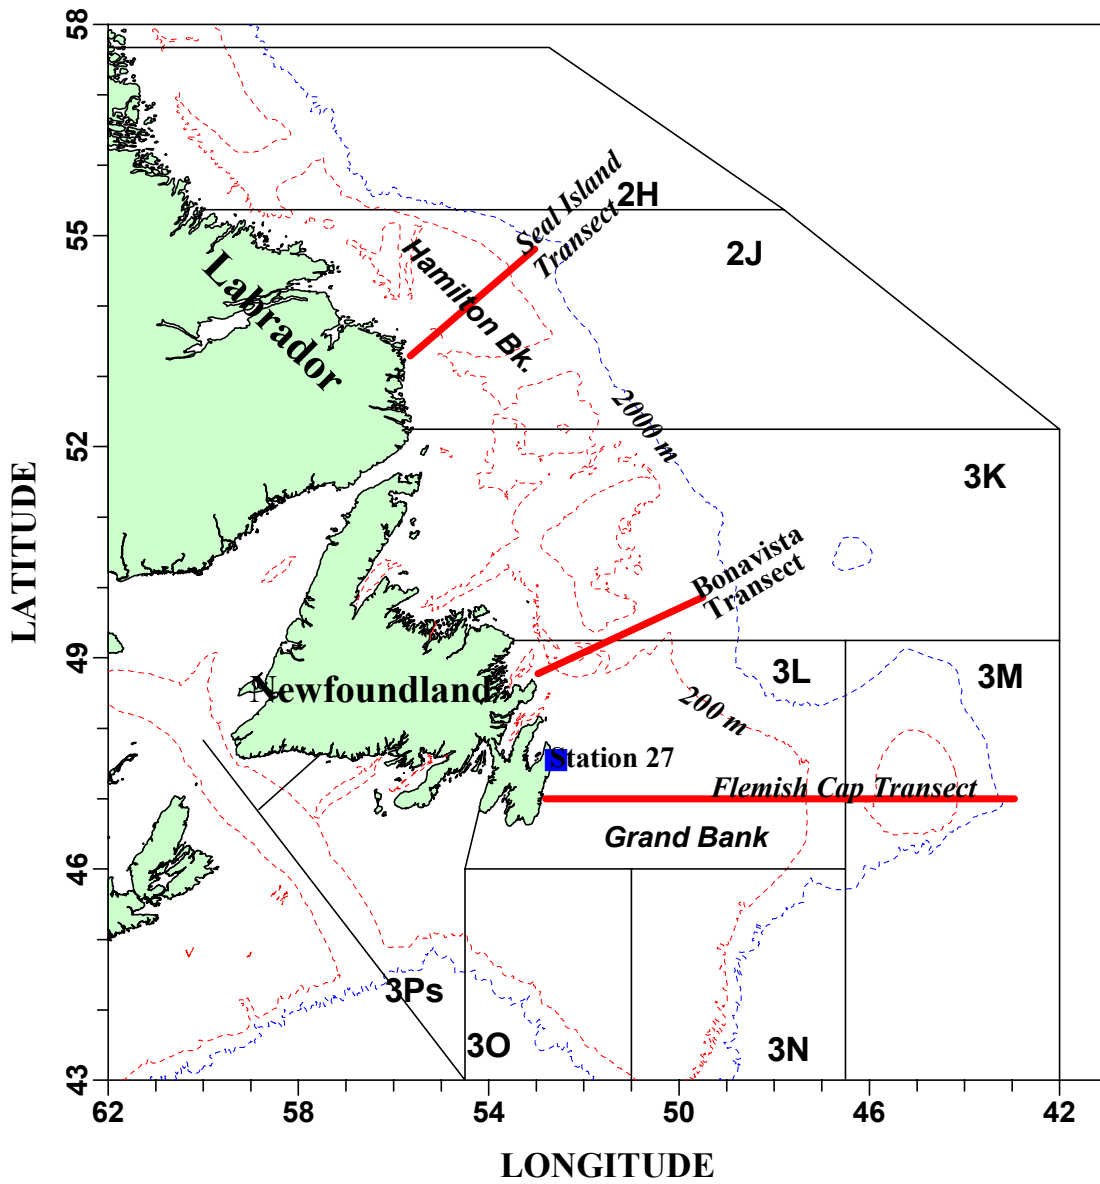 58
55
52
49
46
43
LATITUDE
2H
Seal Island
Transect
2J
Hamilton Bk.
Labrador
2000 m
3K
Bonavista
Transect
3L
3M
Newfoundland
200 m
Station 27
Flemish Cap Transect
Grand Bank
3Ps
3O
3N
62
58
54
50
46
42
LONGITUDE